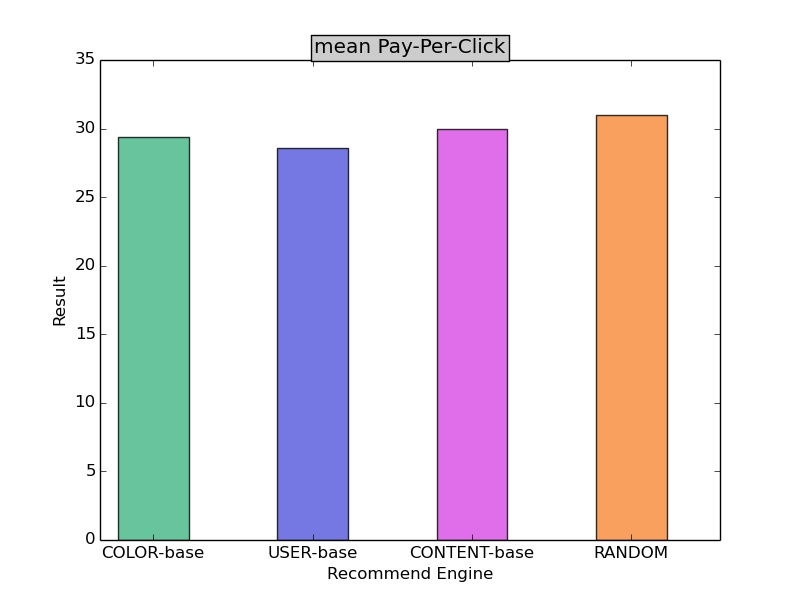 mean Pay-Per-Click
35
30
25
20
15
10
5
0
Result
COLOR-base USER-base CONTENT-base RANDOM
Recommend Engine